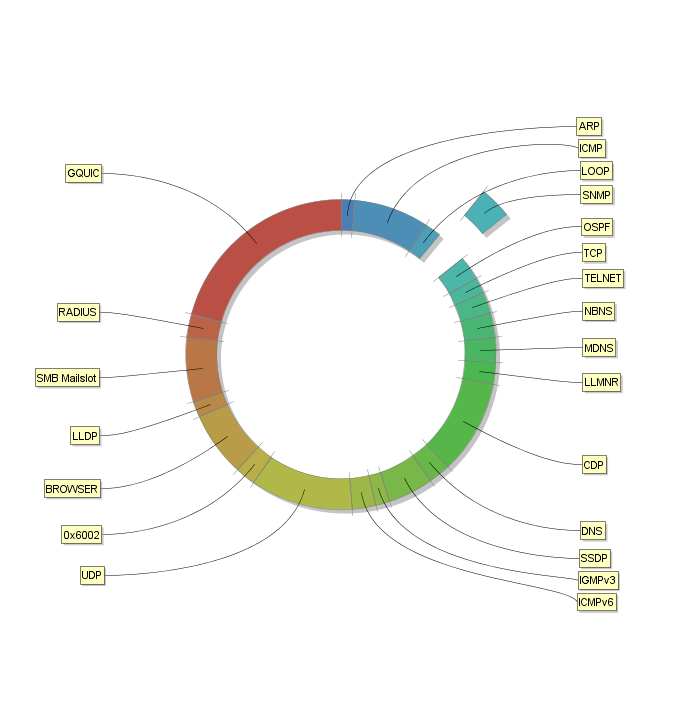 ARP
ICMP
LOOP
SNMP
OSPF
TCP
TELNET
NBNS
MDNS
LLMNR
CDP
DNS
SSDP
IGMPv3
ICMPv6
UDP
0x6002
BROWSER
LLDP
SMB Mailslot
RADIUS
GQUIC